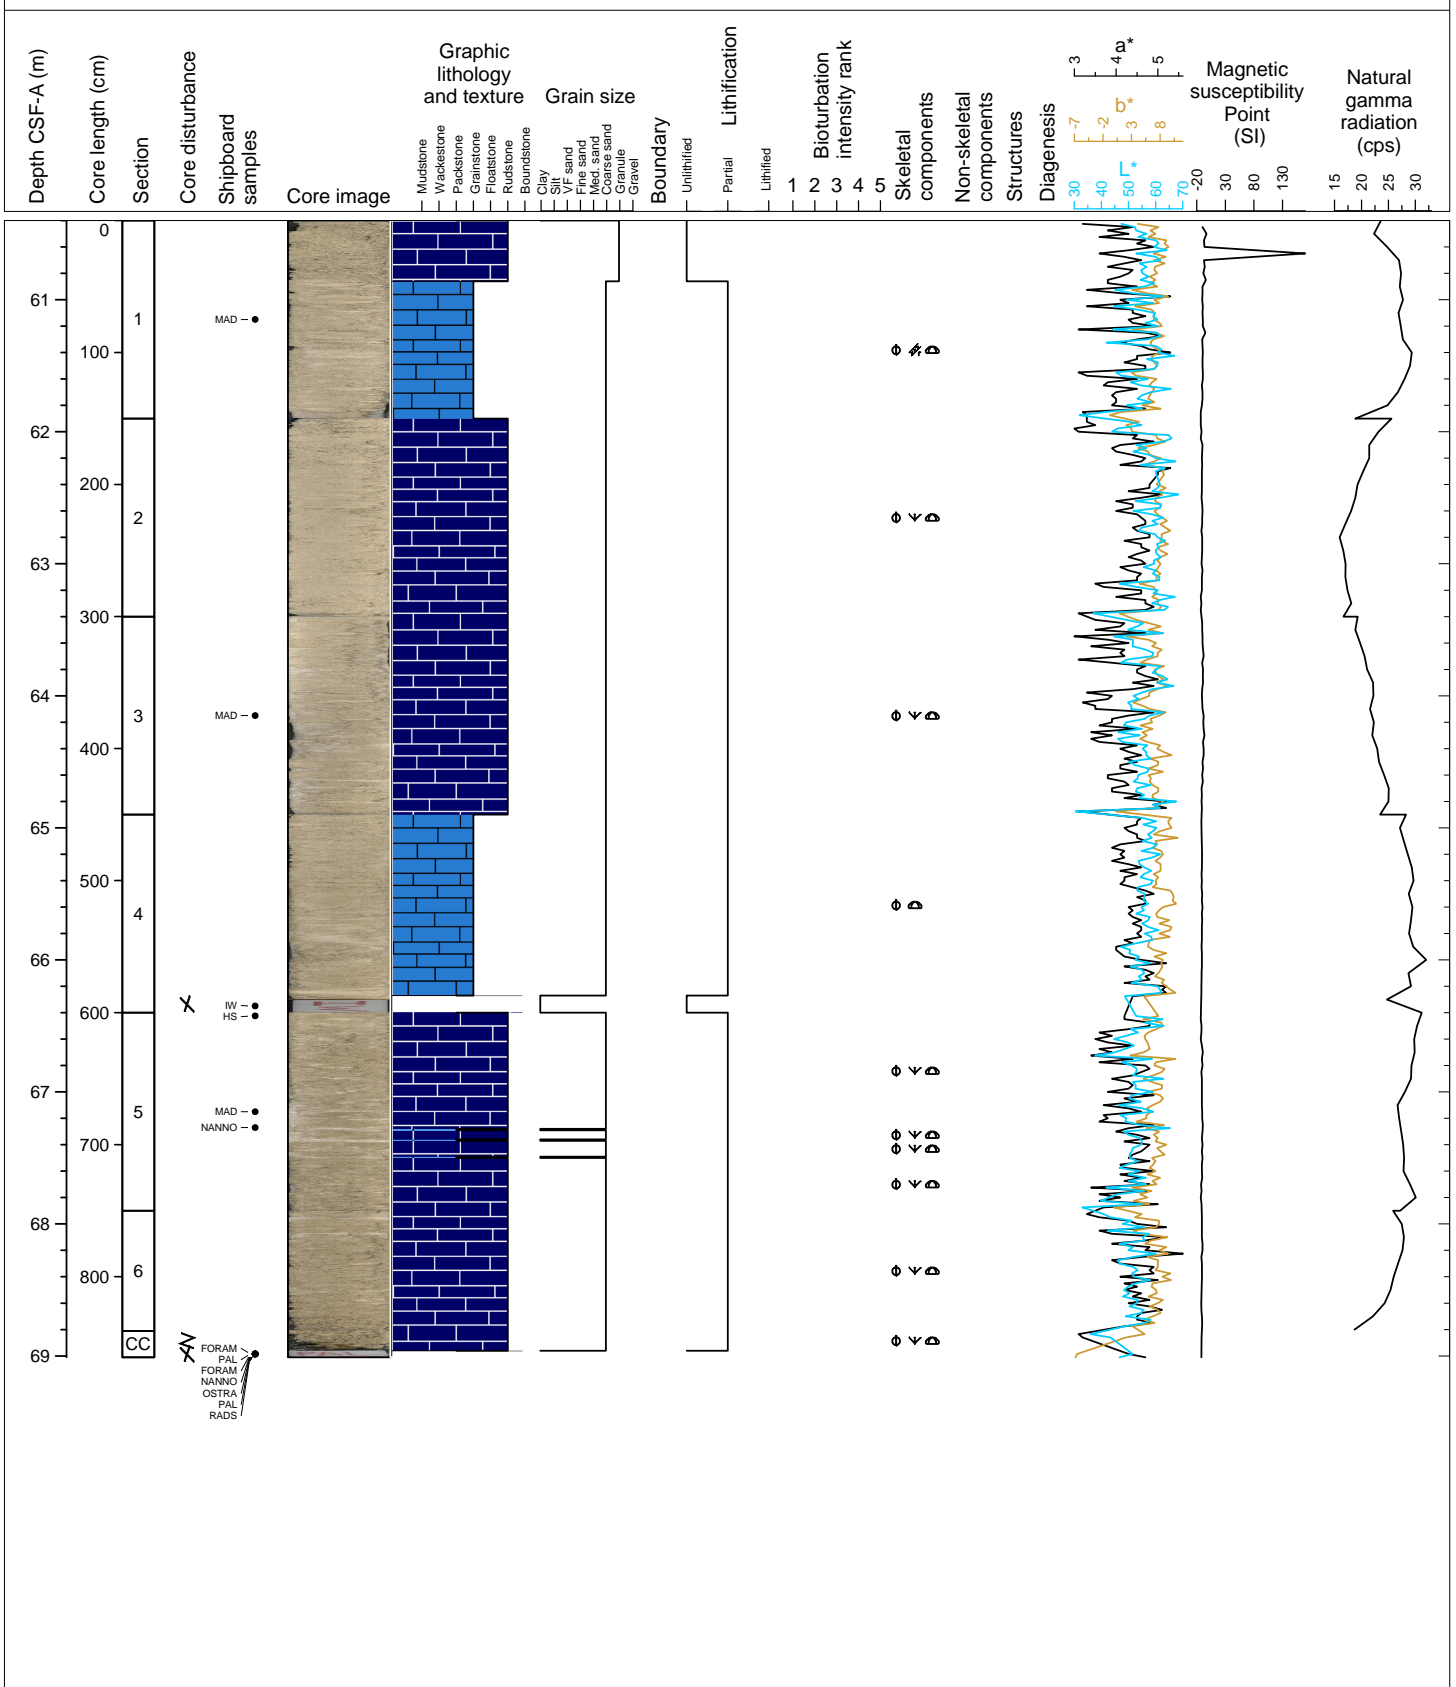 Depth CSF-A (m)
Core length (cm)
Section
Core disturbance
Shipboard
samples
Core image
Graphic
lithology
and texture
Mudstone
Wackestone
Packstone
Grainstone
Floatstone
Rudstone
Boundstone
Grain size
Clay
Silt
VF sand
Fine sand
Med. sand
Coarse sand
Granule
Gravel
Boundary
Lithification
Unlithified
Partial
Lithified
Bioturbation
intensity rank
1 2 3 4 5
Skeletal
components
Non-skeletal
components
Structures
Diagenesis
a*
3 4 5
b*
-7 -2 3 8
L*
30 40 50 60 70
Magnetic
susceptibility
Point
(SI)
-20 30 80 130
Natural
gamma
radiation
(cps)
15 20 25 30
0
61
1
MAD
100
62
200
2
63
300
64
3
MAD
400
65
500
4
66
IW
600
HS
67
5
MAD
NANNO
700
68
6
800
CC
69
FORAM
PAL
FORAM
NANNO
OSTRA
PAL
RADS